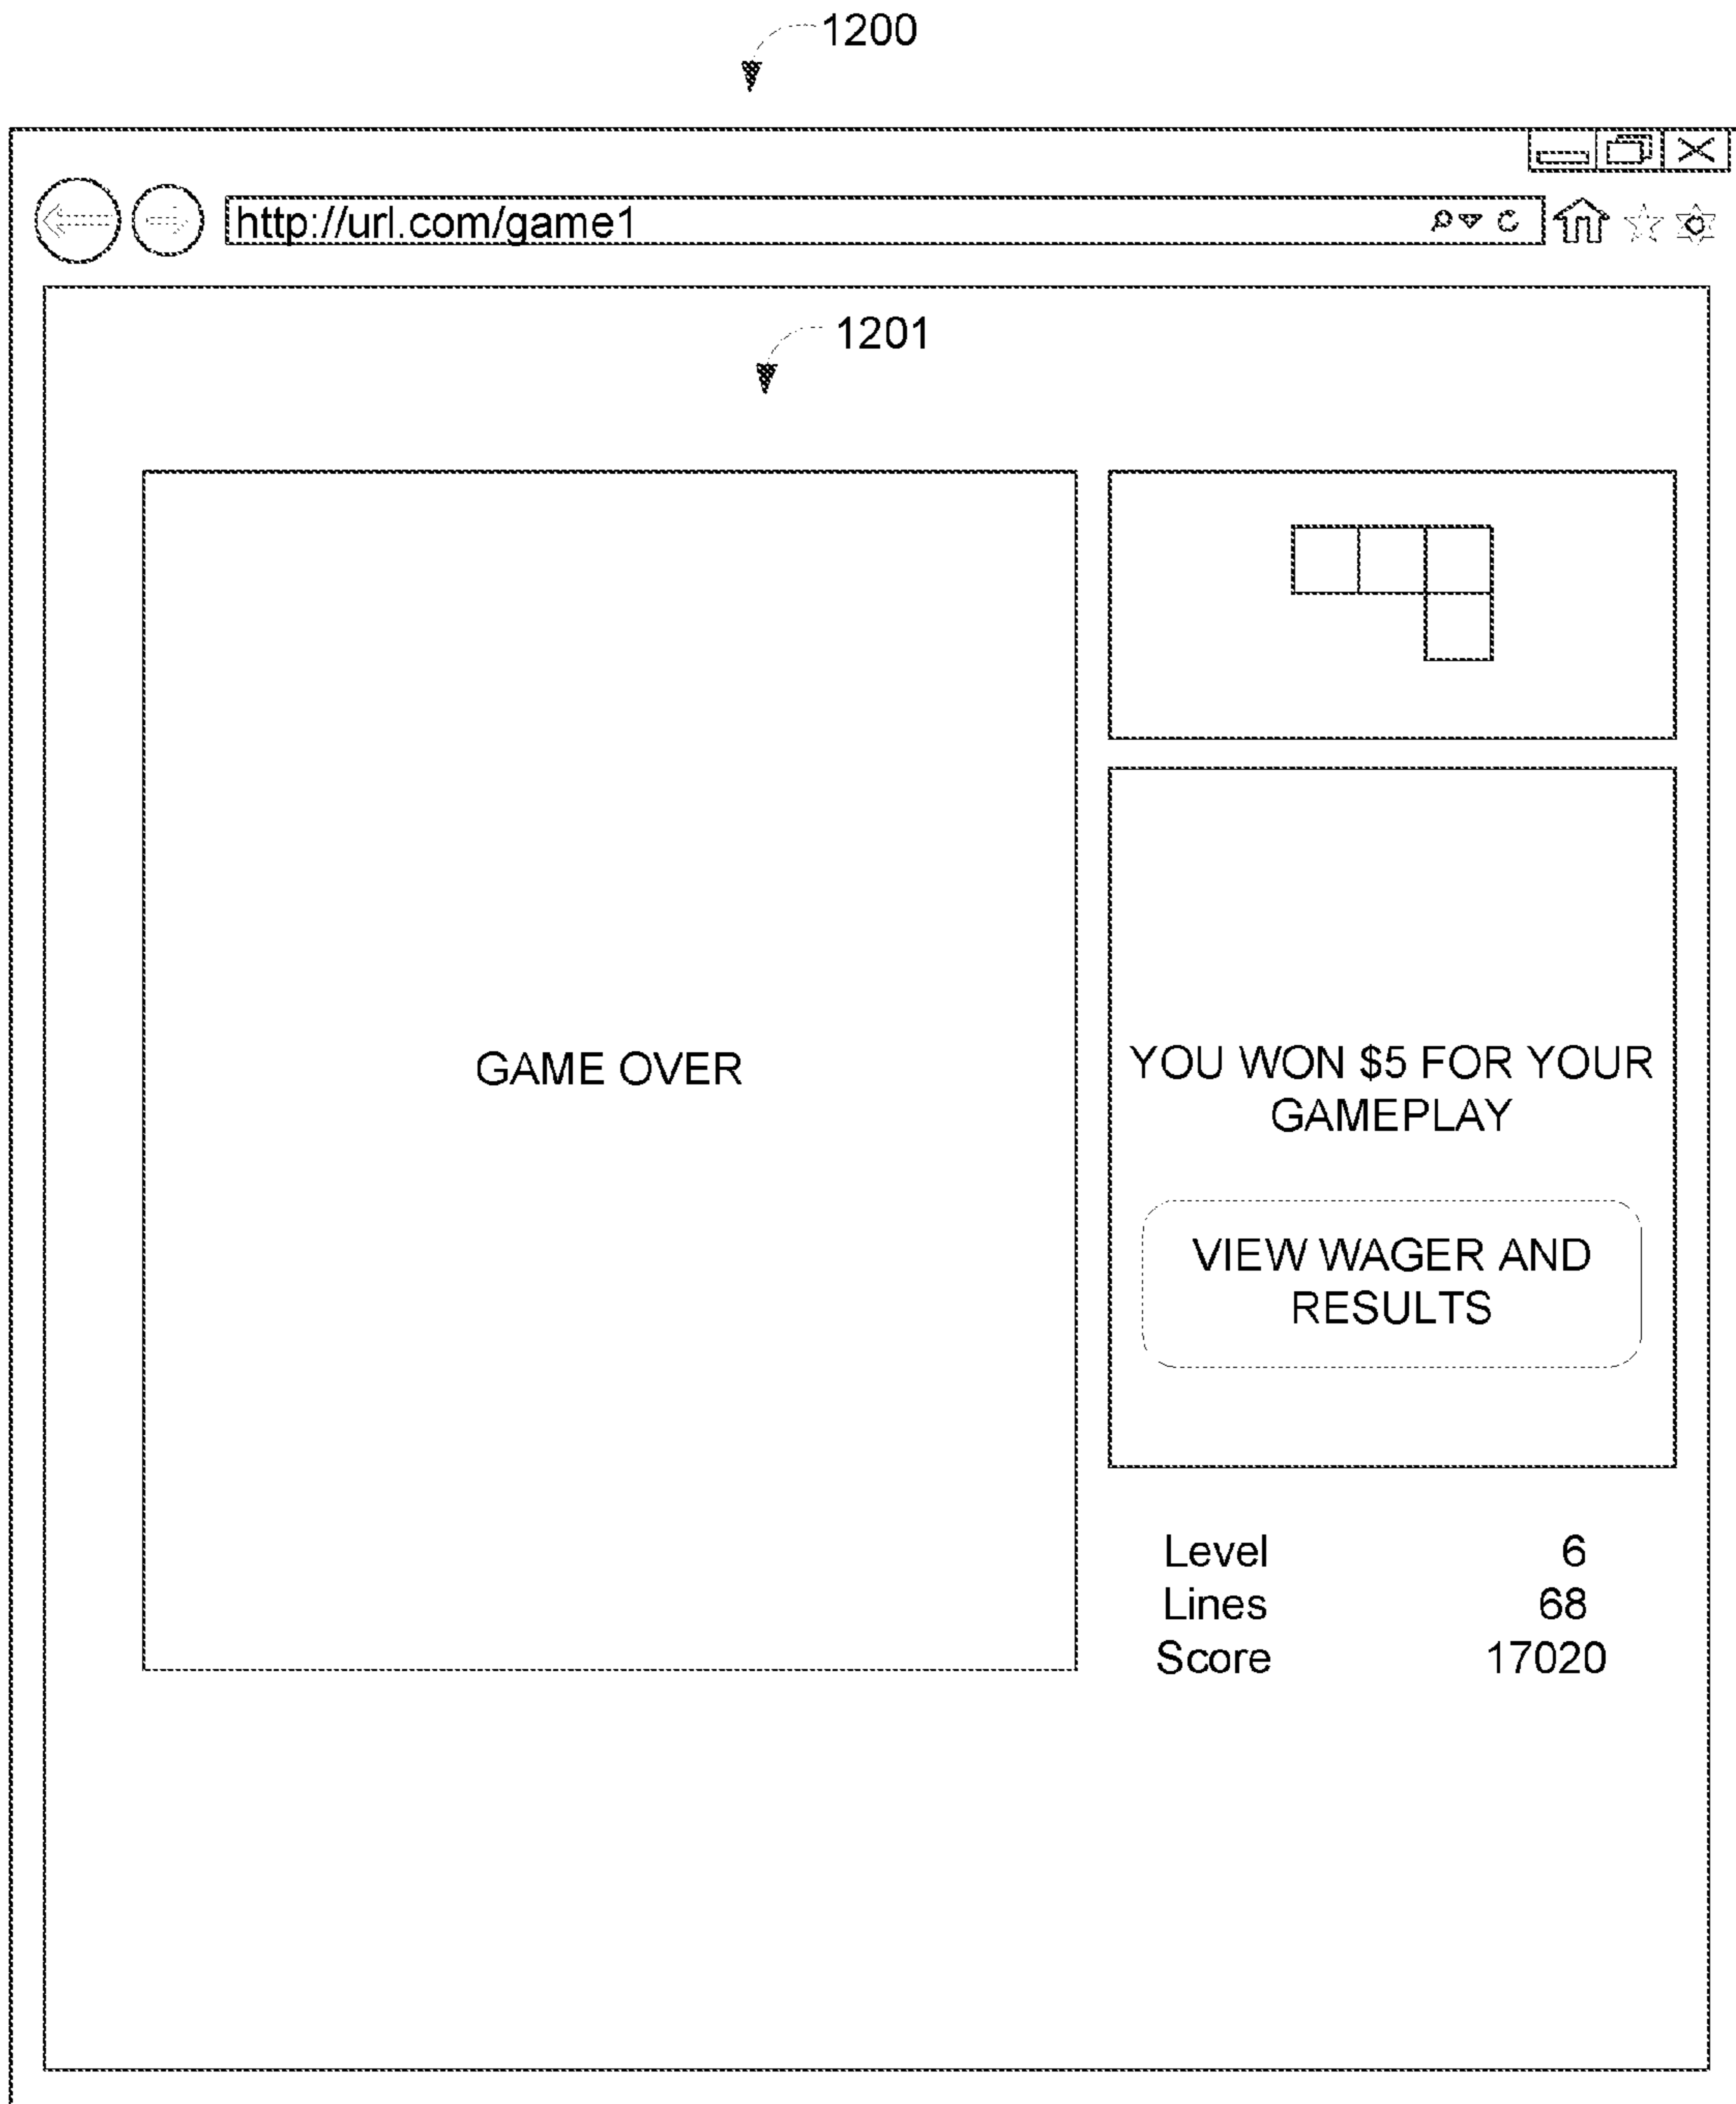 1200
http://url.com/game1
1201
GAME OVER
YOU WON $5 FOR YOUR
GAMEPLAY
VIEW WAGER AND
RESULTS
Level 6
Lines 68
Score 17020